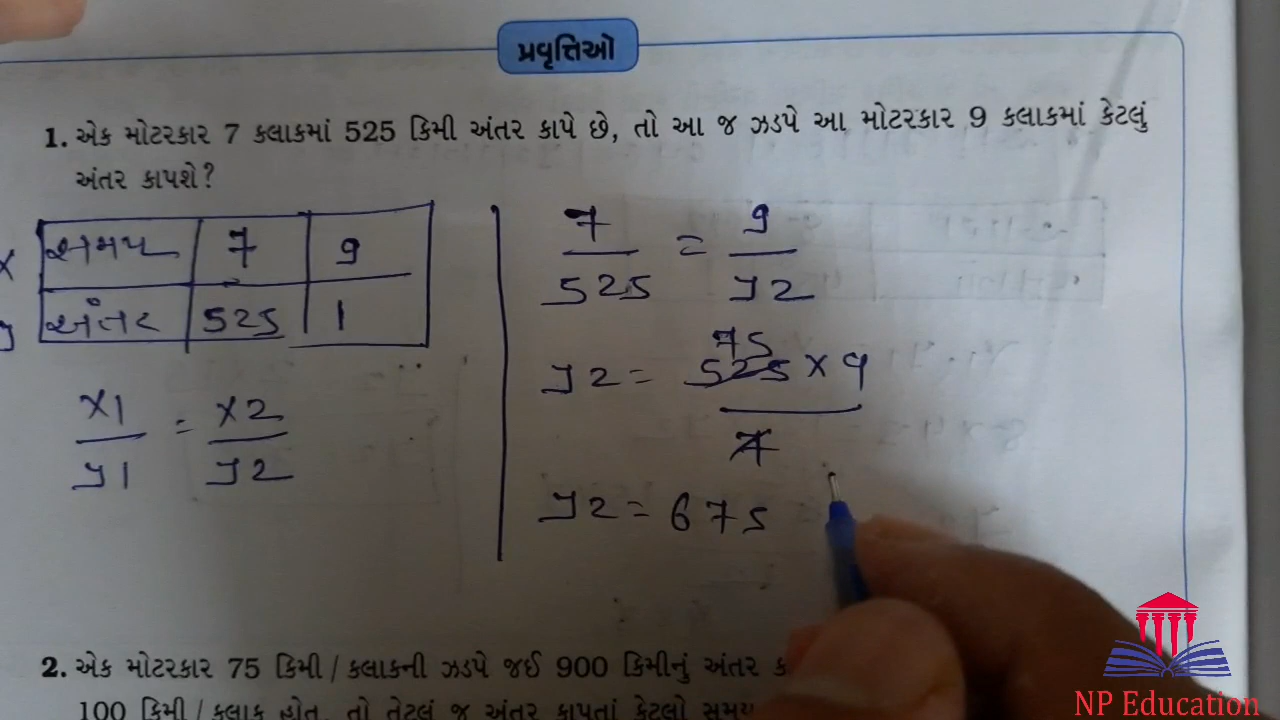 પ્રવૃત્તિઓ
1. એક મોટરકાર 7 કલાકમાં 525 કિમી અંતર કાપે છે, તો આ જ ઝડપે આ મોટરકાર 9 કલાકમાં કેટલું
અંતર કાપશે?
x સમય 7 9
y અંતર 525 1
x1 / y1 = x2 / y2
7 / 525 = 9 / y2
75
y2 = 525 × 9 / 7
y2 = 675
2. એક મોટરકાર 75 કિમી / કલાકની ઝડપે જઈ 900 કિમીનું અંતર
100 કિમી / કલાક હોત, તો તેટલું જ અંતર કાપતાં કેટલો સમય
NP Education